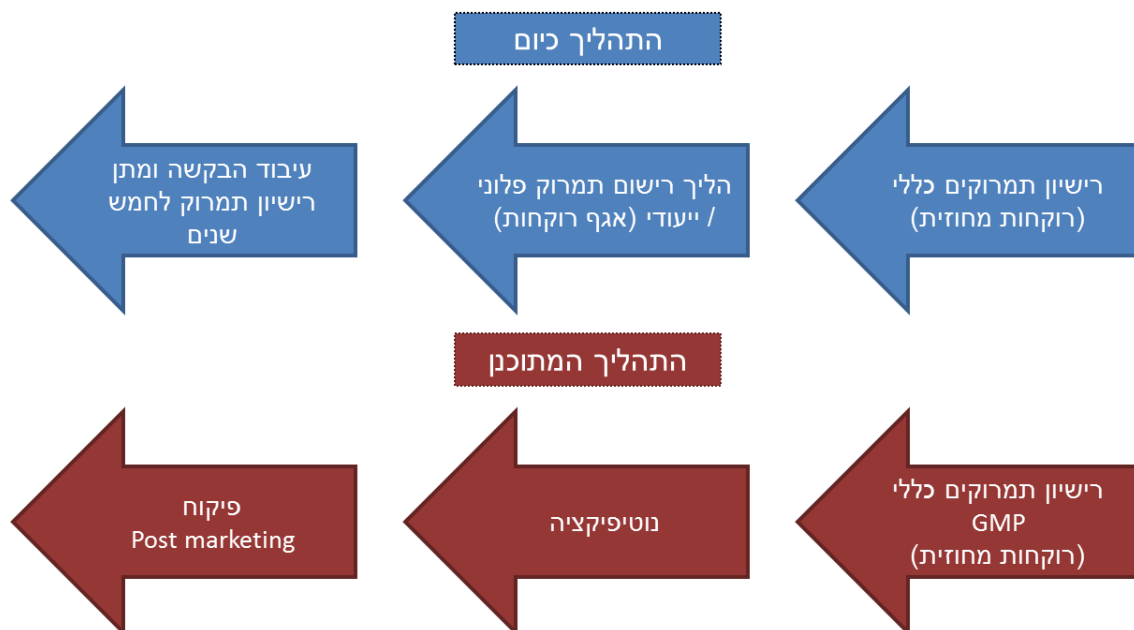 התהליך כיום
רישיון תמרוקים כללי
(רוקחות מחוזית)
הליך רישום תמרוק פלוני
/ ייעודי (אגף רוקחות)
עיבוד הבקשה ומתן
רישיון תמרוק לחמש
שנים
התהליך המתוכנן
רישיון תמרוקים כללי
GMP
(רוקחות מחוזית)
נוטיפיקציה
פיקוח
Post marketing